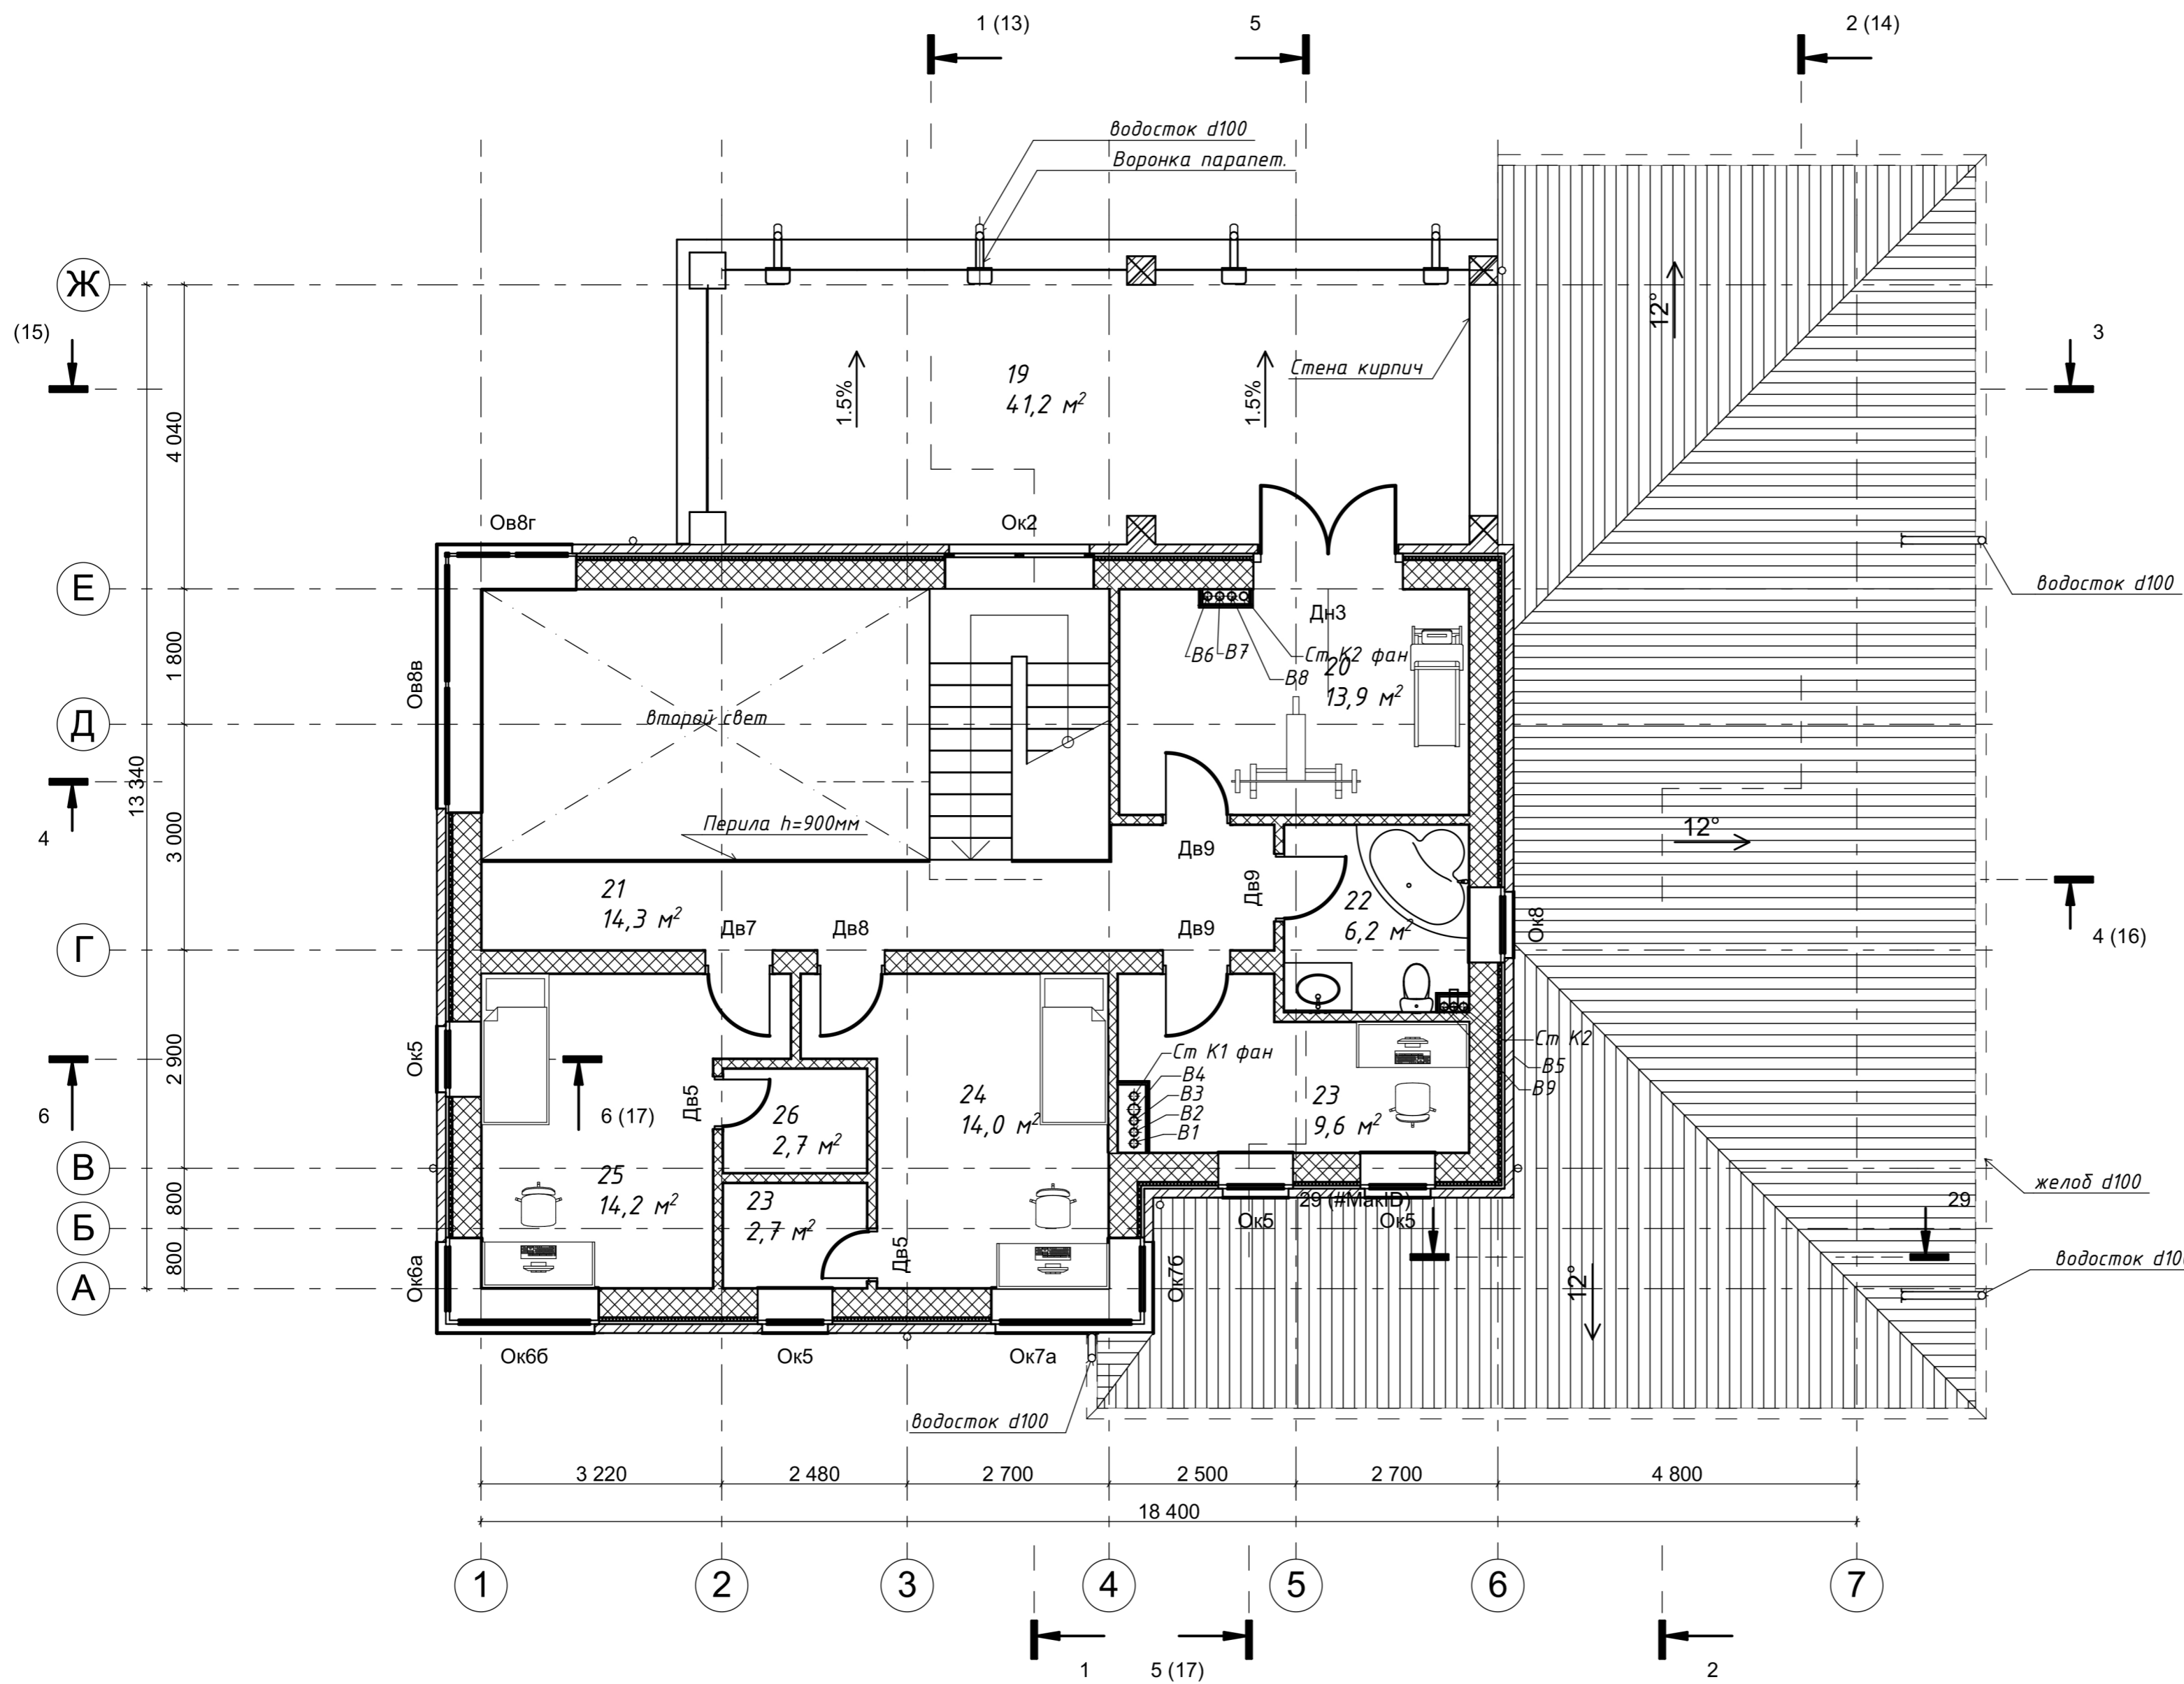 1 (13)
5
2 (14)
водосток d100
Воронка парапет.
Ж
(15)
3
12°
4 040
1.5%
1.5%
Стена кирпич
19
41,2 м²
Ов8г
Ок2
Е
водосток d100
Дн3
1 800
Ов8в
В6
В7
Ст К2 фан
В8
20
13,9 м²
Д
второй свет
13 340
4
3 000
Перила h=900мм
12°
Дв9
Дв9
21
14,3 м²
22
6,2 м²
Дв7
Дв8
Дв9
Ок8
Г
4 (16)
2 900
Ок5
Ст К1 фан
Ст К2
В4
В5
В3
В9
В2
В1
6
6 (17)
Дв5
26
2,7 м²
24
14,0 м²
23
9,6 м²
В
25
14,2 м²
800
23
2,7 м²
29 (#MakID)
желоб d100
29
Ок5
Ок5
Б
800
Ок6а
Дв5
Ок7б
12°
водосток d10
А
Ок6б
Ок5
Ок7а
водосток d100
3 220
2 480
2 700
2 500
2 700
4 800
18 400
1
2
3
4
5
6
7
1
5 (17)
2